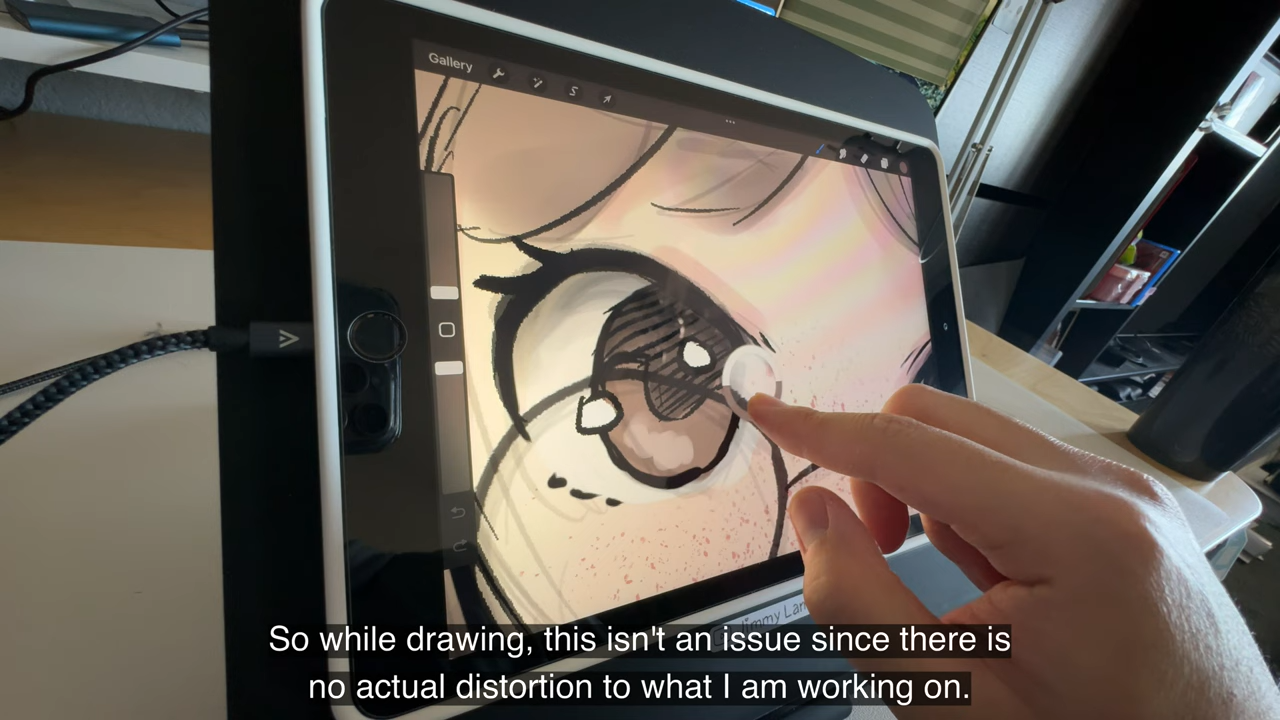 Gallery
Jimmy
So while drawing, this isn't an issue since there is
no actual distortion to what I am working on.